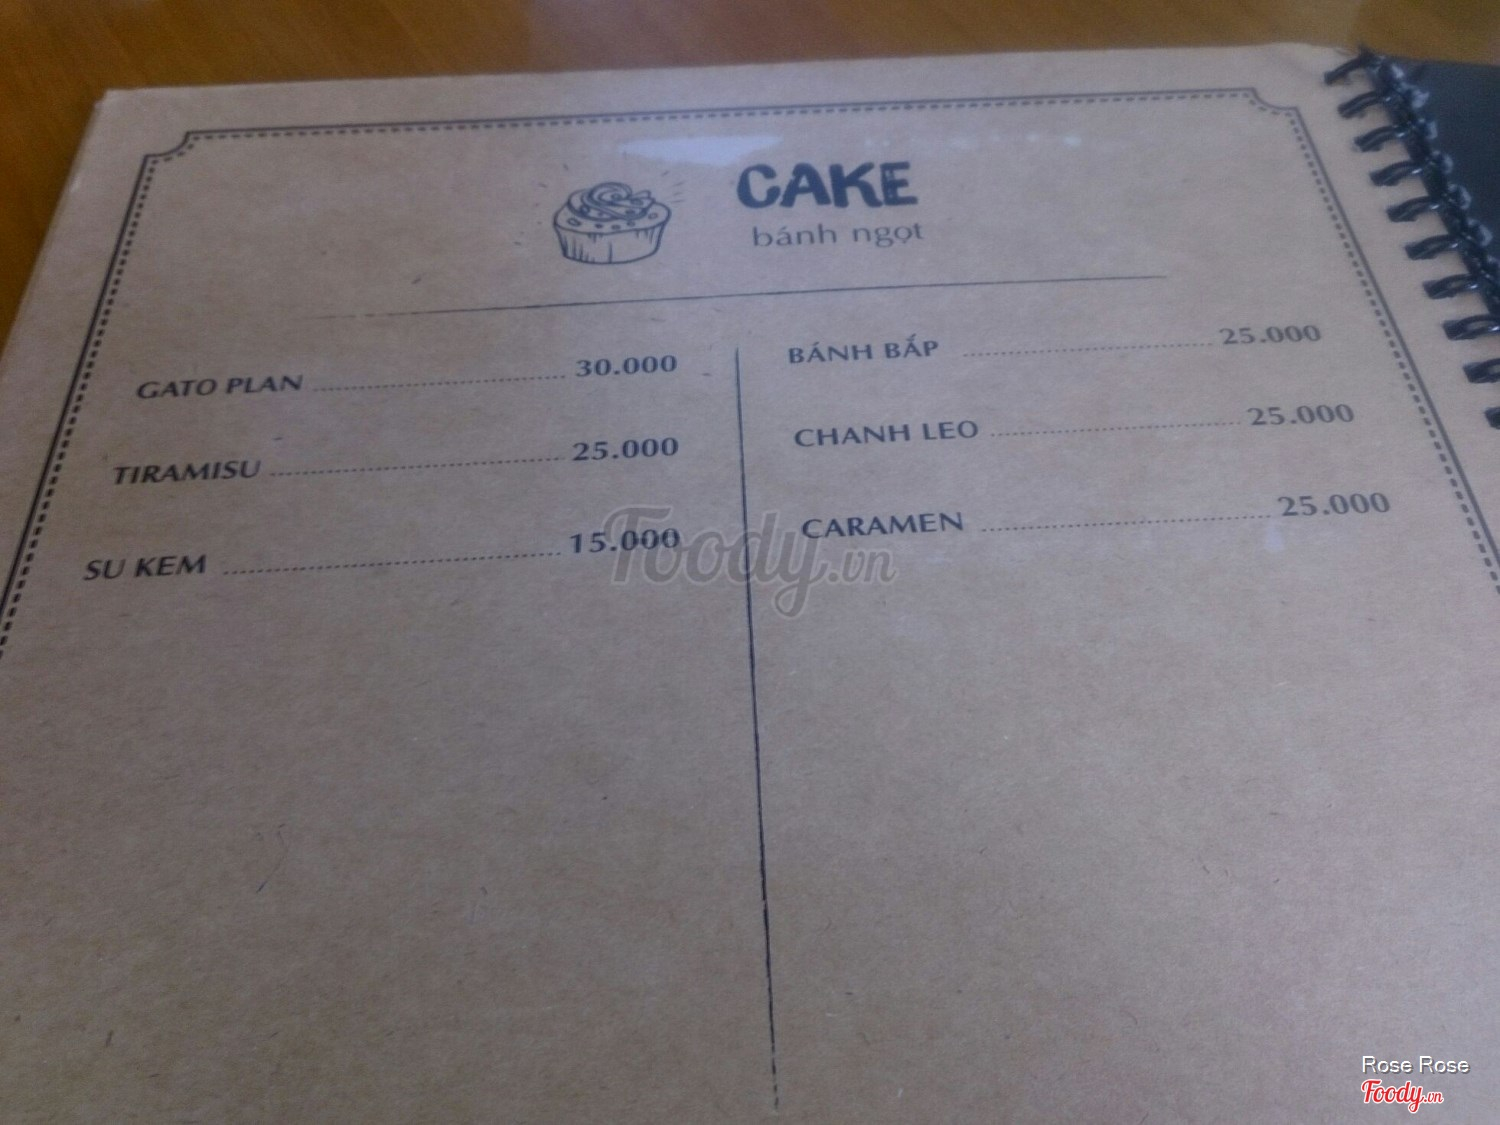 CAKE
bánh ngọt
GATO PLAN ........ 30.000
TIRAMISU ........ 25.000
SU KEM ........ 15.000
BÁNH BẮP ........ 25.000
CHANH LEO ........ 25.000
CARAMEN ........ 25.000
Foody.vn
Rose Rose
Foody.vn